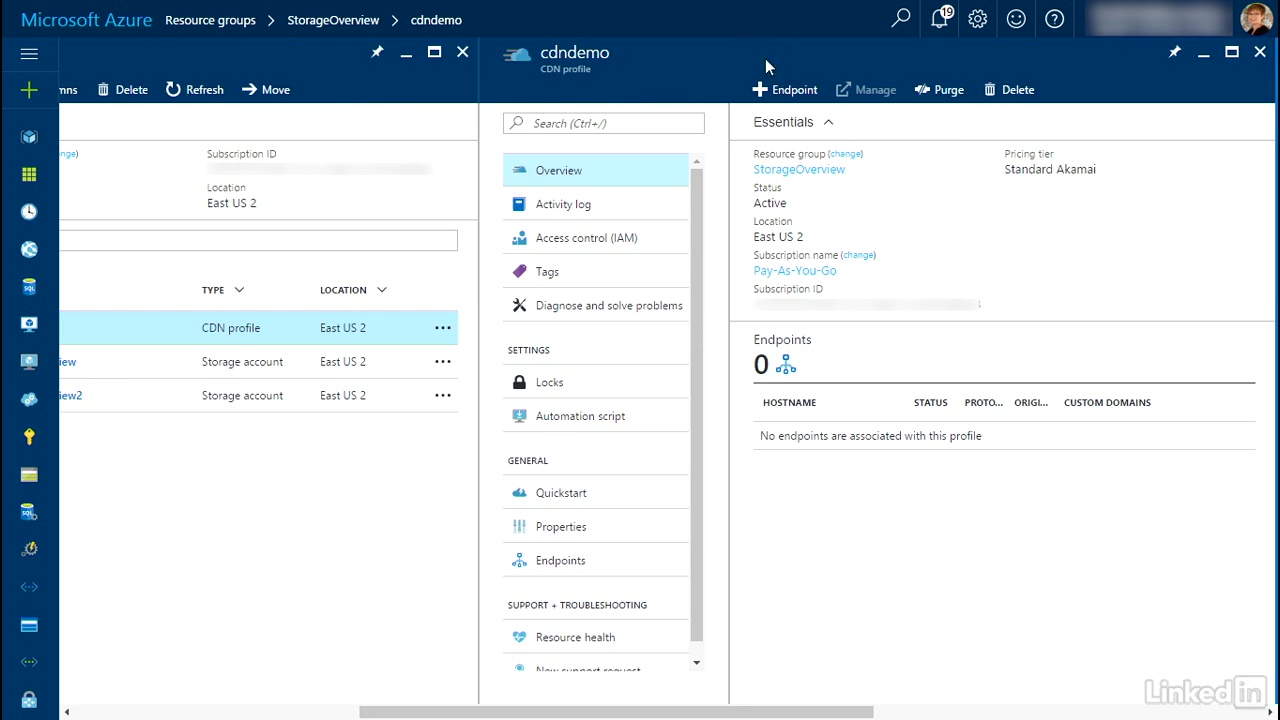 Microsoft Azure Resource groups > StorageOverview > cdndemo
19
mns Delete Refresh Move
nge)
Subscription ID
Location
East US 2
TYPE LOCATION
CDN profile East US 2
iew Storage account East US 2
iew2 Storage account East US 2
cdndemo
CDN profile
Search (Ctrl+/)
Overview
Activity log
Access control (IAM)
Tags
Diagnose and solve problems
SETTINGS
Locks
Automation script
GENERAL
Quickstart
Properties
Endpoints
SUPPORT + TROUBLESHOOTING
Resource health
New support request
Endpoint Manage Purge Delete
Essentials
Resource group (change)
StorageOverview
Status
Active
Location
East US 2
Subscription name (change)
Pay-As-You-Go
Subscription ID
Pricing tier
Standard Akamai
Endpoints
0
HOSTNAME STATUS PROTO... ORIGI... CUSTOM DOMAINS
No endpoints are associated with this profile
LinkedIn